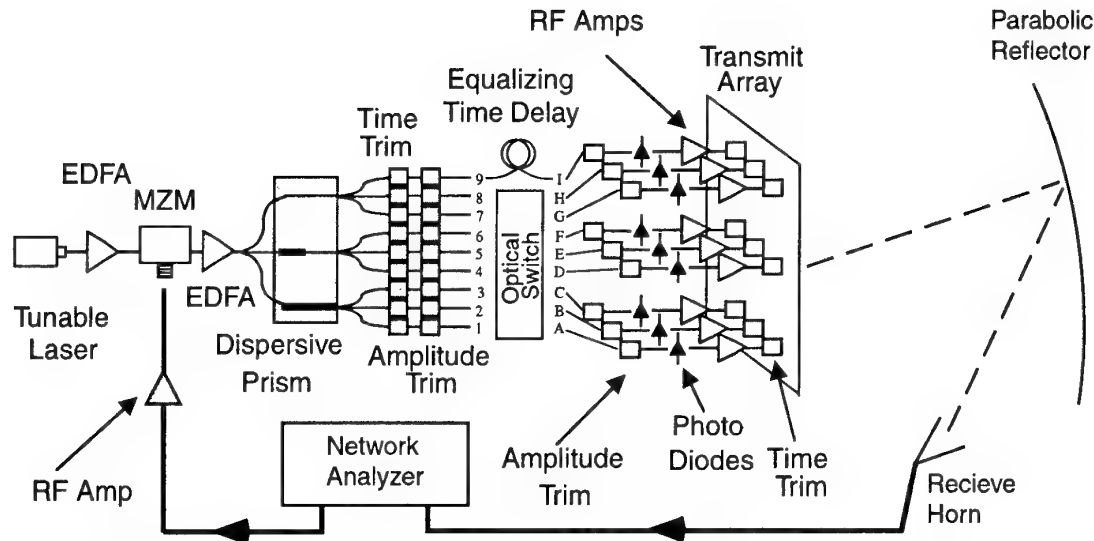 RF Amps
Parabolic
Reflector
Transmit
Array
Equalizing
Time Delay
Time
Trim
EDFA
MZM
EDFA
Tunable
Laser
Dispersive
Prism
Amplitude
Trim
9
8
7
6
5
4
3
2
1
Optical
Switch
I
H
G
F
E
D
C
B
A
Network
Analyzer
RF Amp
Amplitude
Trim
Photo
Diodes
Time
Trim
Recieve
Horn